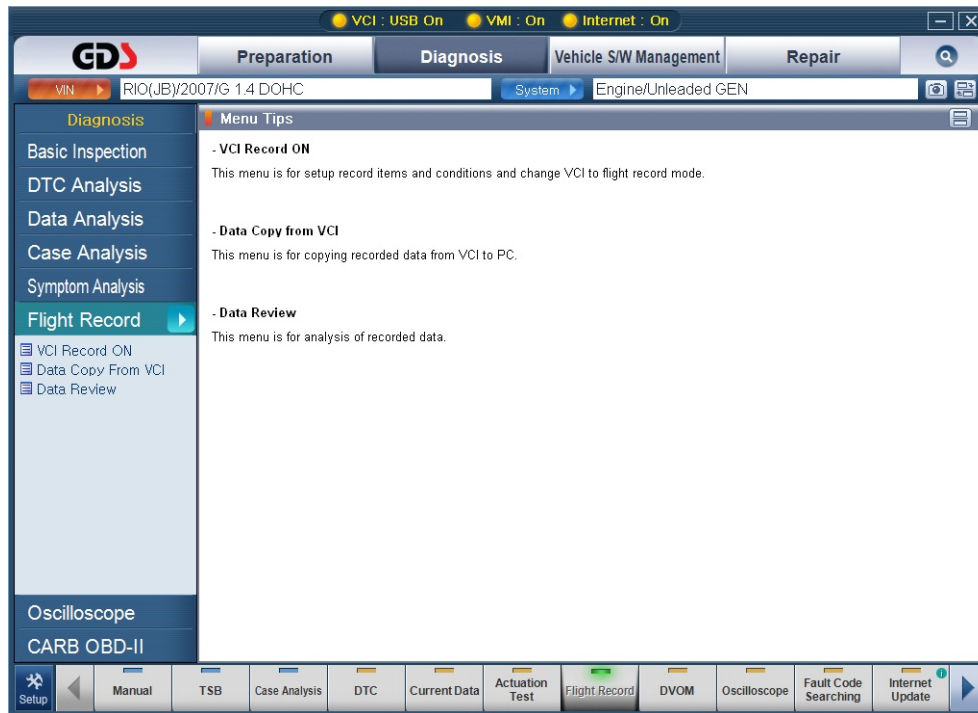 VCI : USB On VMI : On Internet : On
GDS Preparation Diagnosis Vehicle S/W Management Repair
VIN RIO(JB)/2007/G 1.4 DOHC System Engine/Unleaded GEN
Diagnosis
Basic Inspection
DTC Analysis
Data Analysis
Case Analysis
Symptom Analysis
Flight Record
VCI Record ON
Data Copy From VCI
Data Review
Oscilloscope
CARB OBD-II
Menu Tips
- VCI Record ON
This menu is for setup record items and conditions and change VCI to flight record mode.
- Data Copy from VCI
This menu is for copying recorded data from VCI to PC.
- Data Review
This menu is for analysis of recorded data.
Setup Manual TSB Case Analysis DTC Current Data Actuation Test Flight Record DVOM Oscilloscope Fault Code Searching Internet Update